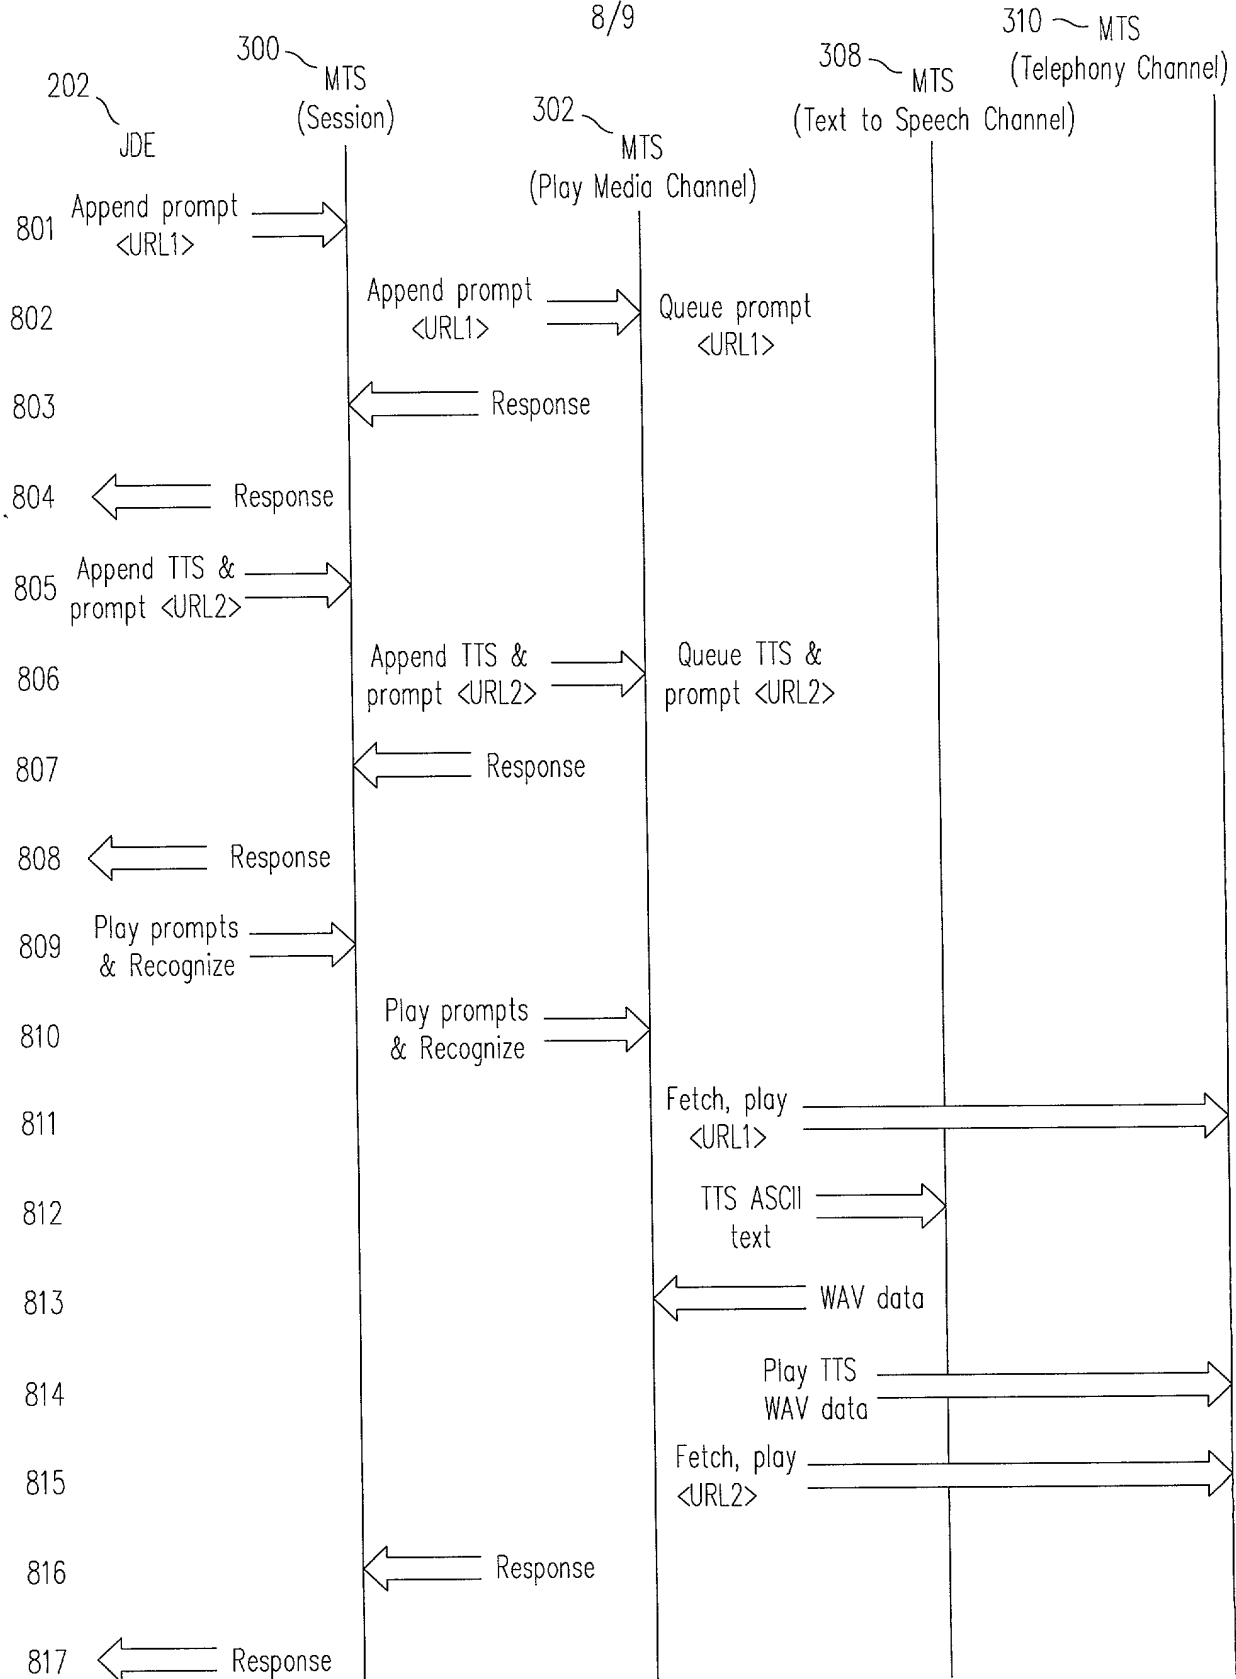 8/9
310 MTS
(Telephony Channel)
300 MTS
(Session)
308 MTS
(Text to Speech Channel)
202
JDE
302 MTS
(Play Media Channel)
801 Append prompt
<URL1>
802 Append prompt
<URL1>
Queue prompt
<URL1>
803 Response
804 Response
805 Append TTS &
prompt <URL2>
806 Append TTS &
prompt <URL2>
Queue TTS &
prompt <URL2>
807 Response
808 Response
809 Play prompts
& Recognize
810 Play prompts
& Recognize
811 Fetch, play
<URL1>
812 TTS ASCII
text
813 WAV data
814 Play TTS
WAV data
815 Fetch, play
<URL2>
816 Response
817 Response